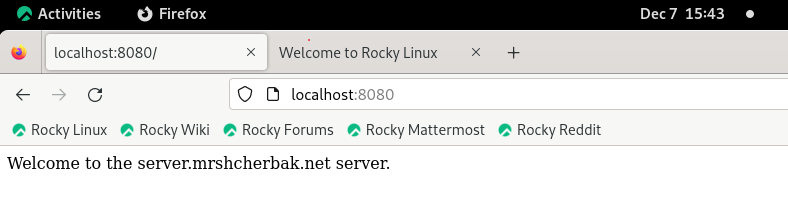 Activities Firefox Dec 7 15:43
localhost:8080/ Welcome to Rocky Linux
localhost:8080
Rocky Linux Rocky Wiki Rocky Forums Rocky Mattermost Rocky Reddit
Welcome to the server.mrshcherbak.net server.